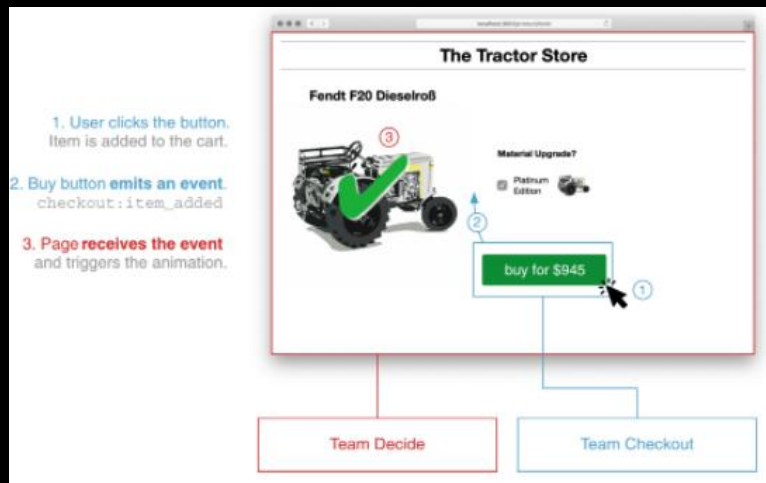 The Tractor Store
Fendt F20 Dieselroß
1. User clicks the button.
Item is added to the cart.
2. Buy button emits an event.
checkout:item_added
3. Page receives the event
and triggers the animation.
3
Material Upgrade?
Platinum
Edition
2
buy for $945
1
Team Decide
Team Checkout